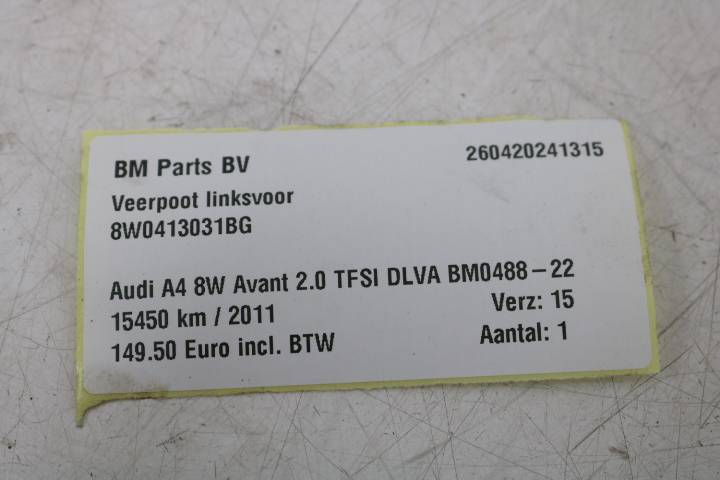 BM Parts BV 260420241315
Veerpoot linksvoor
8W0413031BG
Audi A4 8W Avant 2.0 TFSI DLVA BM0488-22
15450 km / 2011 Verz: 15
149.50 Euro incl. BTW Aantal: 1